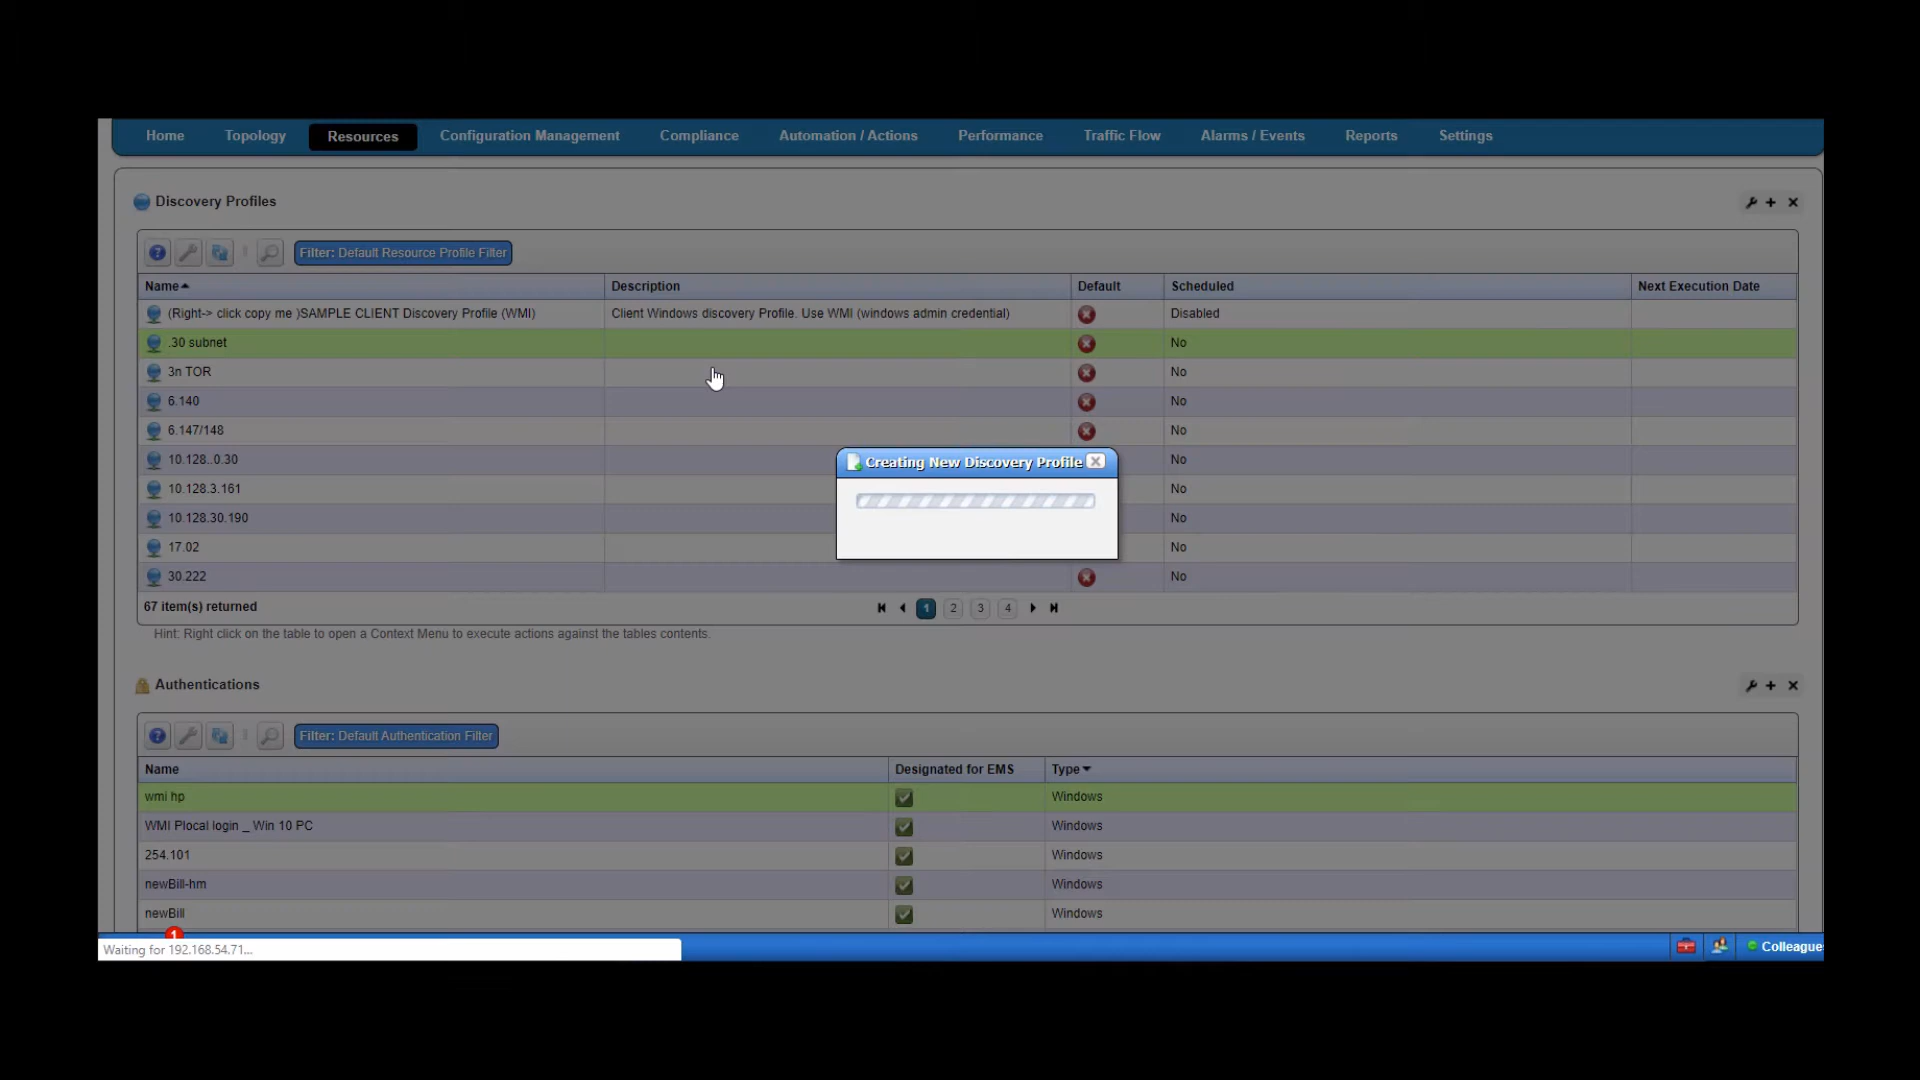 Home Topology Resources Configuration Management Compliance Automation / Actions Performance Traffic Flow Alarms / Events Reports Settings
Discovery Profiles
Filter: Default Resource Profile Filter
Name Description Default Scheduled Next Execution Date
(Right-> click copy me )SAMPLE CLIENT Discovery Profile (WMI) Client Windows discovery Profile. Use WMI (windows admin credential) Disabled
.30 subnet No
3n TOR No
6.140 No
6.147/148 No
10.128..0.30 No
Creating New Discovery Profile
10.128.3.161 No
10.128.30.190 No
17.02 No
30.222 No
67 item(s) returned 1 2 3 4
Hint: Right click on the table to open a Context Menu to execute actions against the tables contents.
Authentications
Filter: Default Authentication Filter
Name Designated for EMS Type
wmi hp Windows
WMI Plocal login _ Win 10 PC Windows
254.101 Windows
newBill-hm Windows
newBill Windows
1
Waiting for 192.168.54.71... Colleagues